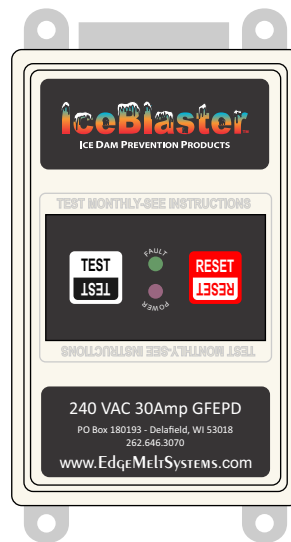 IceBlaster™
Ice Dam Prevention Products
TEST MONTHLY-SEE INSTRUCTIONS
TEST
TEST
FAULT
POWER
RESET
RESET
TEST MONTHLY-SEE INSTRUCTIONS
240 VAC 30Amp GFEPD
PO Box 180193 - Delafield, WI 53018
262.646.3070
www.EdgeMeltSystems.com